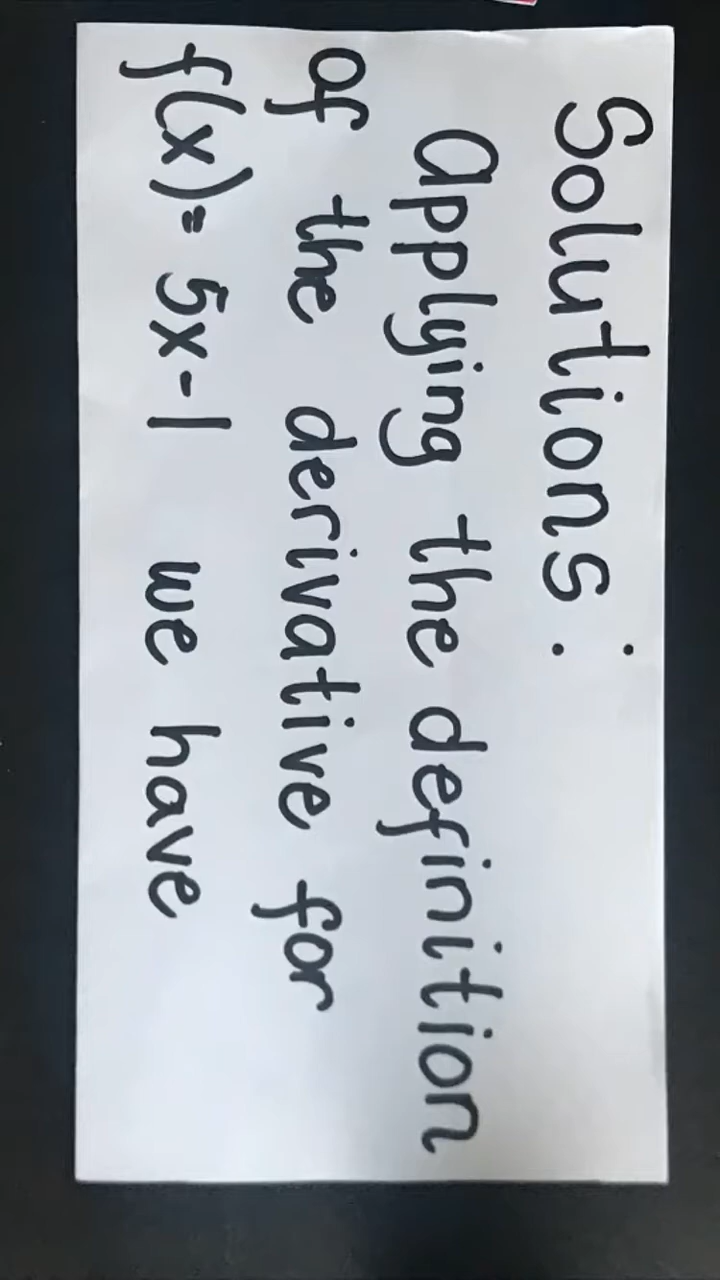 Solutions:
Applying the definition
of the derivative for
f(x)= 5x-1 we have